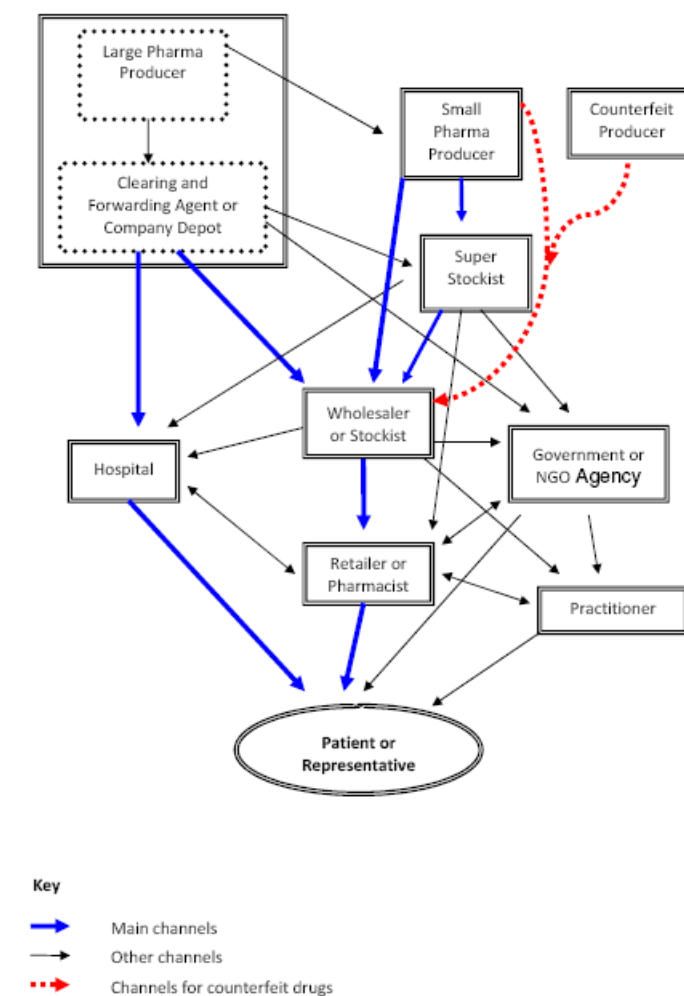 Large Pharma
Producer
Clearing and
Forwarding Agent or
Company Depot
Small
Pharma
Producer
Counterfeit
Producer
Super
Stockist
Wholesaler
or Stockist
Hospital
Government or
NGO Agency
Retailer or
Pharmacist
Practitioner
Patient or
Representative
Key
Main channels
Other channels
Channels for counterfeit drugs